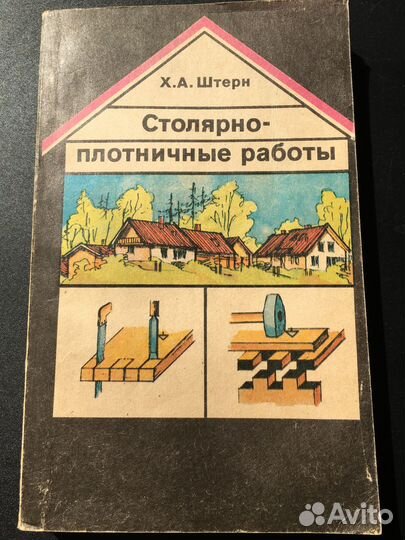 Х.А. Штерн
Столярно-
плотничные работы
Avito